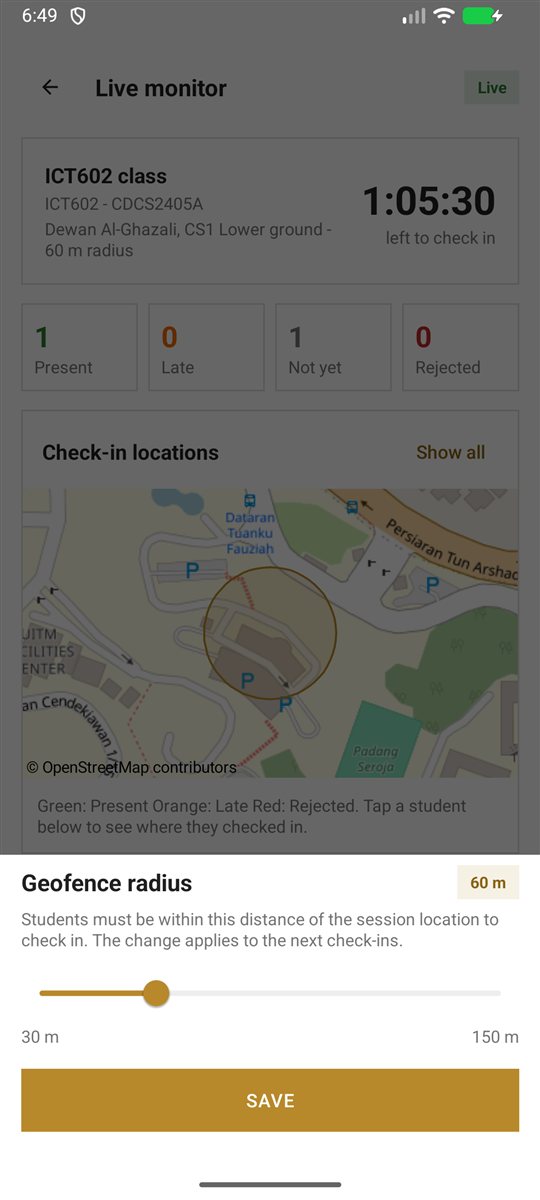 6:49
Live monitor
Live
ICT602 class
ICT602 - CDCS2405A
Dewan Al-Ghazali, CS1 Lower ground -
60 m radius
1:05:30
left to check in
1
Present
0
Late
1
Not yet
0
Rejected
Check-in locations
Show all
Dataran
Tuanku
Fauziah
Persiaran Tun Arshad
P
P
UITM
CILITIES
ENTER
P
P
an Cendekiawan 1/
Padang
Seroja
© OpenStreetMap contributors
Green: Present Orange: Late Red: Rejected. Tap a student
below to see where they checked in.
Geofence radius
60 m
Students must be within this distance of the session location to
check in. The change applies to the next check-ins.
30 m
150 m
SAVE